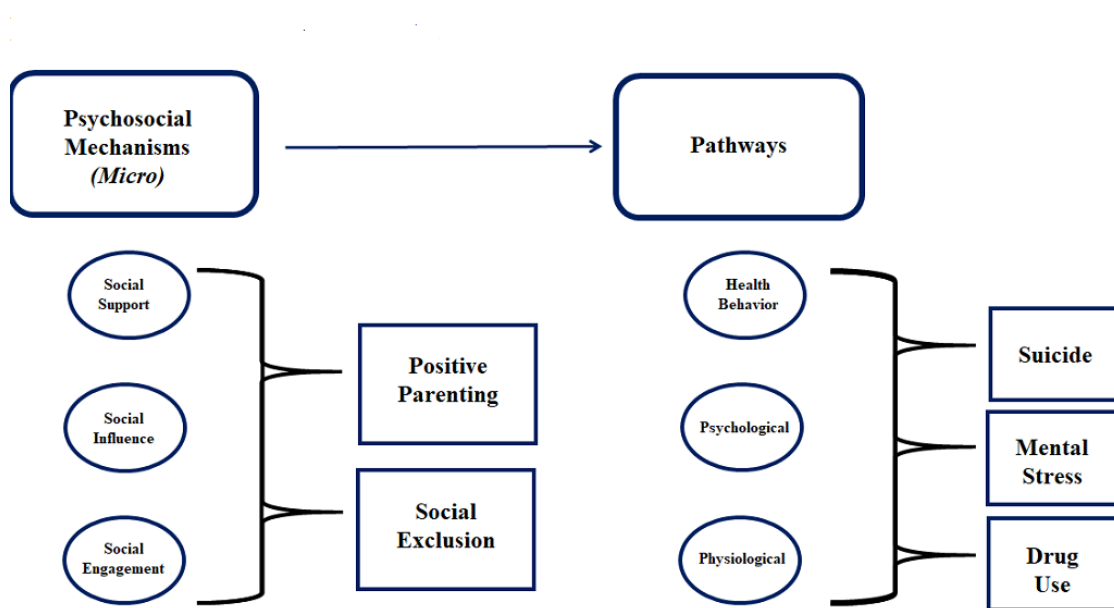 Psychosocial
Mechanisms
(Micro)
Pathways
Social
Support
Social
Influence
Social
Engagement
Positive
Parenting
Social
Exclusion
Health
Behavior
Psychological
Physiological
Suicide
Mental
Stress
Drug
Use